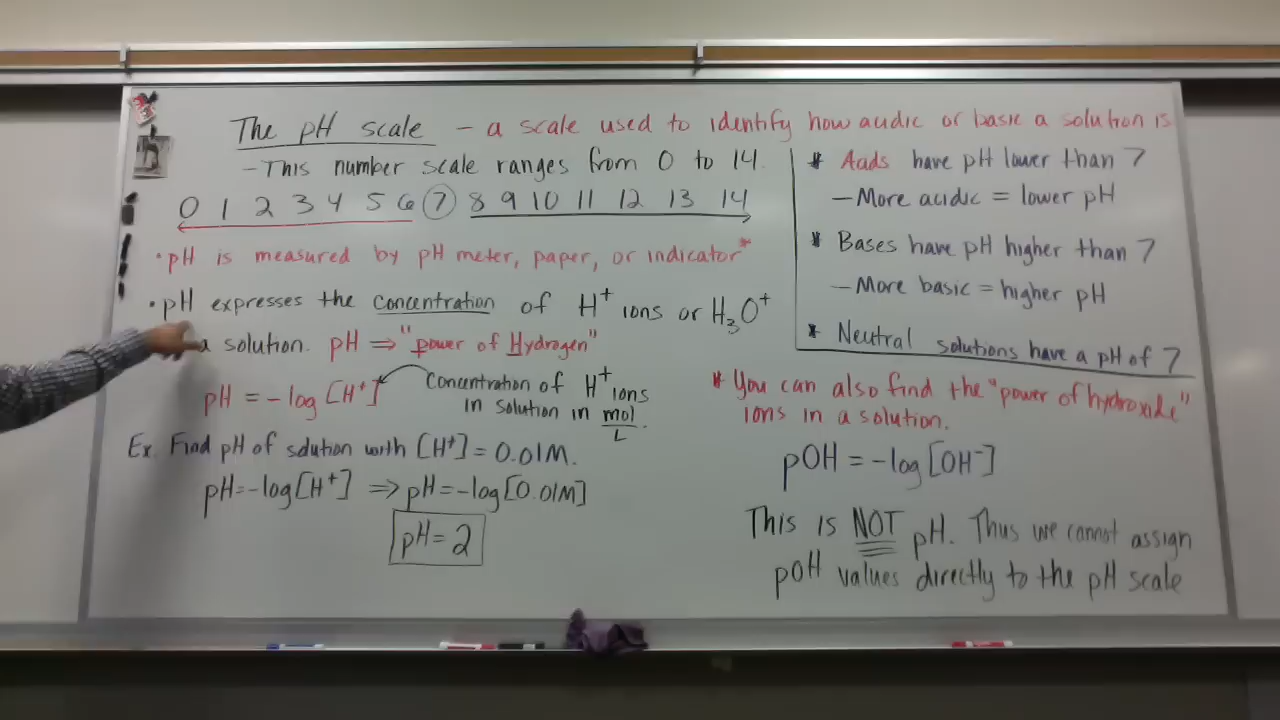 The pH scale - a scale used to identify how acidic or basic a solution is
- This number scale ranges from 0 to 14.
0 1 2 3 4 5 6 7 8 9 10 11 12 13 14
• pH is measured by pH meter, paper, or indicator*
• pH expresses the concentration of H⁺ ions or H₃O⁺
a solution. pH ⇒ "power of Hydrogen"
pH = -log [H⁺]
Concentration of H⁺ ions
in solution in mol/L.
Ex. Find pH of solution with [H⁺] = 0.01M.
pH = -log[H⁺] ⇒ pH = -log[0.01M]
pH = 2
* Acids have pH lower than 7
- More acidic = lower pH
* Bases have pH higher than 7
- More basic = higher pH
* Neutral solutions have a pH of 7
* You can also find the "power of hydroxide"
ions in a solution.
pOH = -log [OH⁻]
This is NOT pH. Thus we cannot assign
pOH values directly to the pH scale